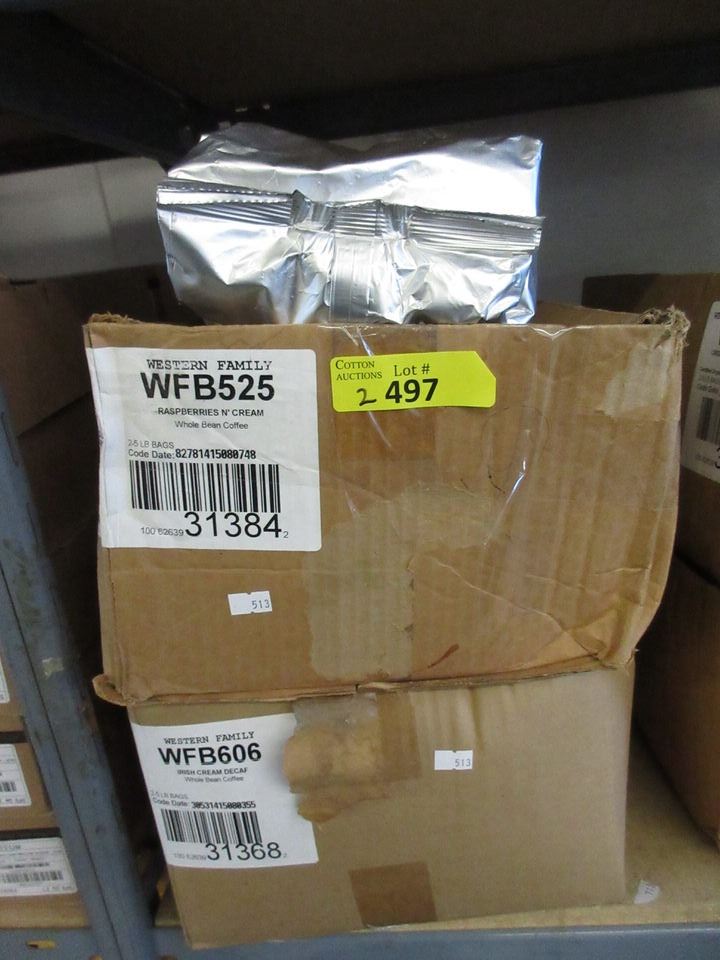 WESTERN FAMILY
WFB525
RASPBERRIES N' CREAM
Whole Bean Coffee
2-5 LB BAGS
Code Date: 82781415080748
100 62639 31384 2
COTTON
AUCTIONS
Lot #
2 497
513
WESTERN FAMILY
WFB606
IRISH CREAM DECAF
Whole Bean Coffee
2-5 LB BAGS
Code Date: 30531415080355
100 62639 31368 2
513